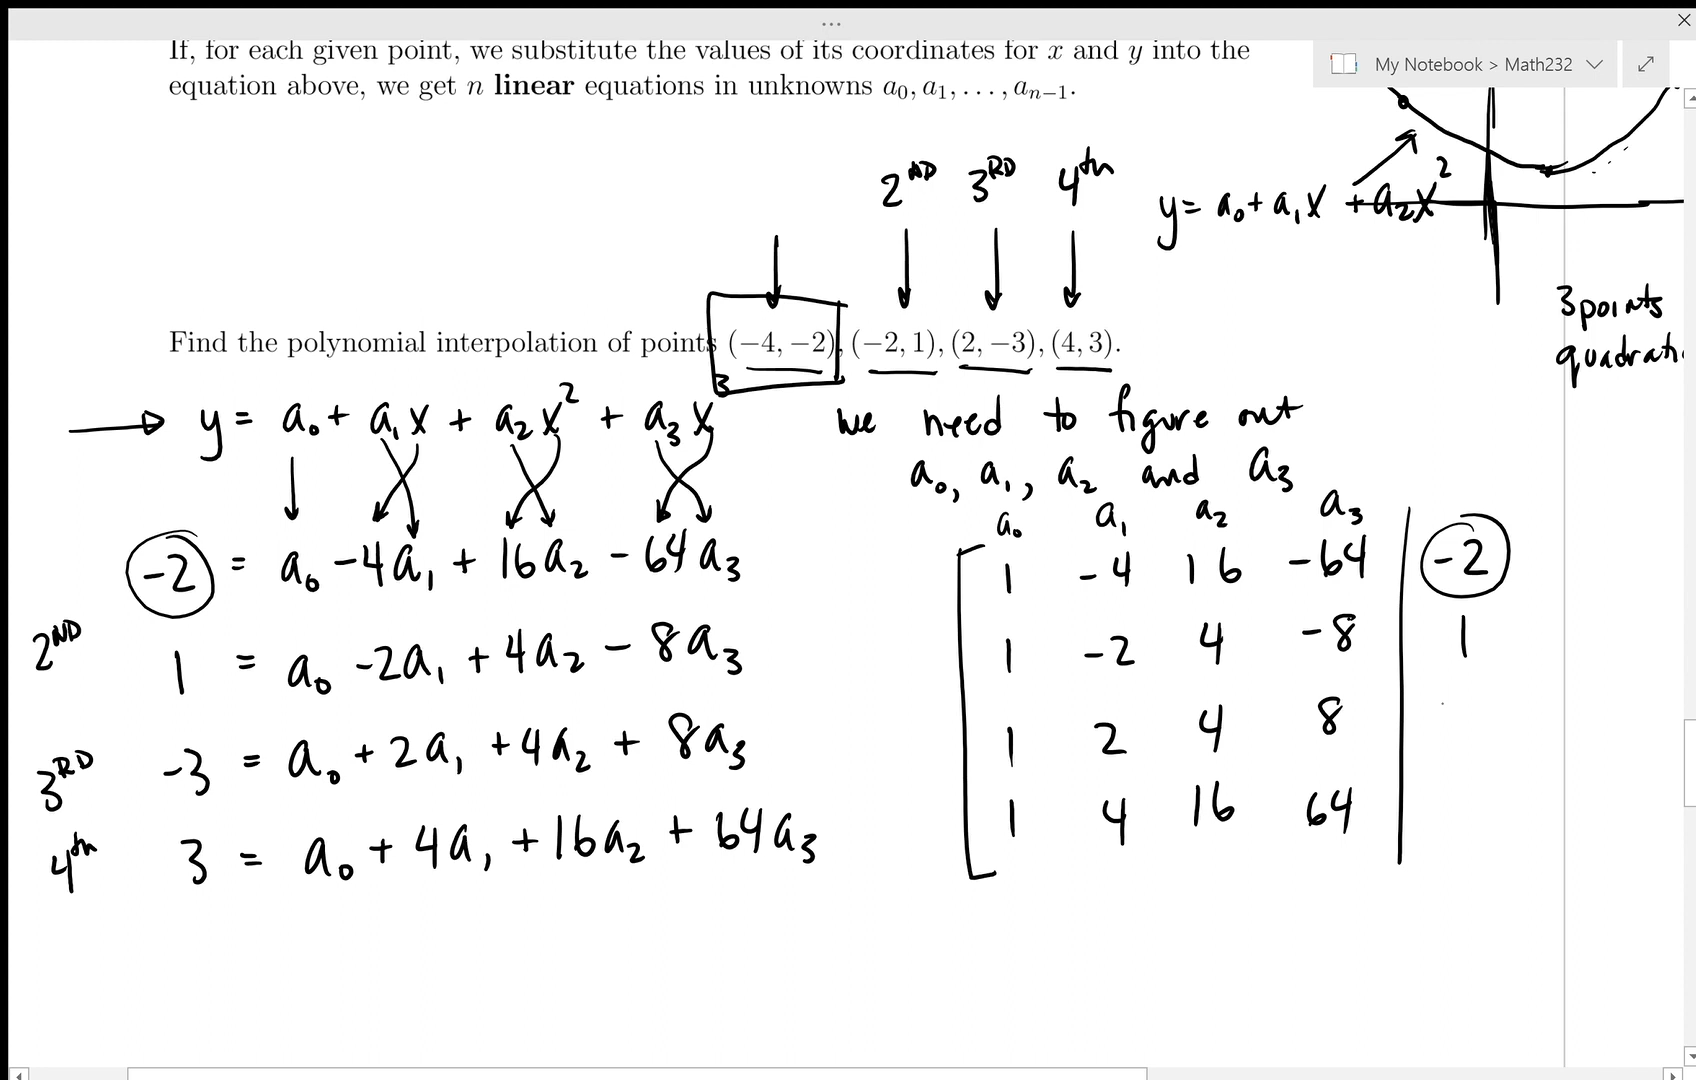 ...
If, for each given point, we substitute the values of its coordinates for x and y into the
My Notebook > Math232
equation above, we get n linear equations in unknowns a₀, a₁, . . . , aₙ₋₁.
2ND 3RD 4th
y = a₀ + a₁x + a₂x²
3 points
Find the polynomial interpolation of points (−4, −2), (−2, 1), (2, −3), (4, 3).
y = a₀ + a₁x + a₂x² + a₃x³
we need to figure out
a₀, a₁, a₂ and a₃
a₀ a₁ a₂ a₃
-2 = a₀ - 4a₁ + 16a₂ - 64a₃
1 -4 16 -64 | -2
2ND 1 = a₀ - 2a₁ + 4a₂ - 8a₃
1 -2 4 -8 | 1
3RD -3 = a₀ + 2a₁ + 4a₂ + 8a₃
1 2 4 8
4th 3 = a₀ + 4a₁ + 16a₂ + 64a₃
1 4 16 64